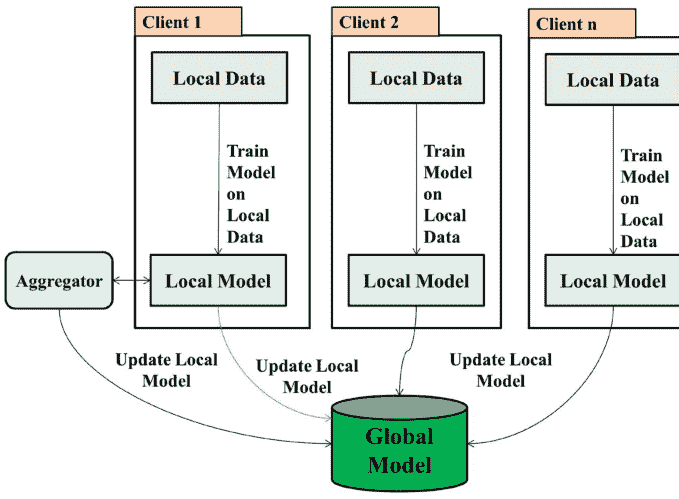 Client 1
Client 2
Client n
Local Data
Local Data
Local Data
Train
Model
on
Local
Data
Train
Model
on
Local
Data
Train
Model
on
Local
Data
Aggregator
Local Model
Local Model
Local Model
Update Local
Model
Update Local
Model
Update Local
Model
Global
Model